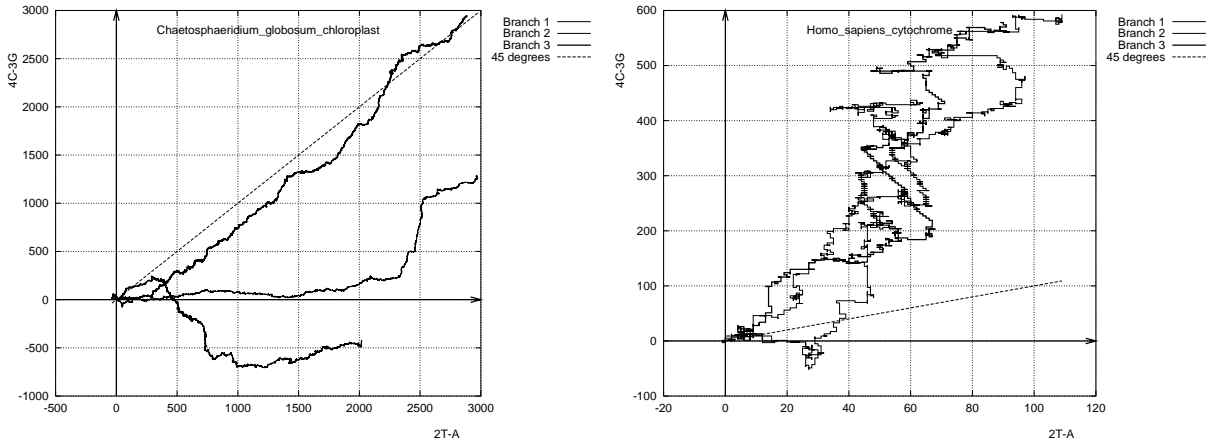 Chaetosphaeridium_globosum_chloroplast
4C-3G
3000
2500
2000
1500
1000
500
0
-500
-1000
-500
0
500
1000
1500
2000
2500
3000
2T-A
Branch 1
Branch 2
Branch 3
45 degrees
Homo_sapiens_cytochrome
4C-3G
600
500
400
300
200
100
0
-100
-20
0
20
40
60
80
100
120
2T-A
Branch 1
Branch 2
Branch 3
45 degrees